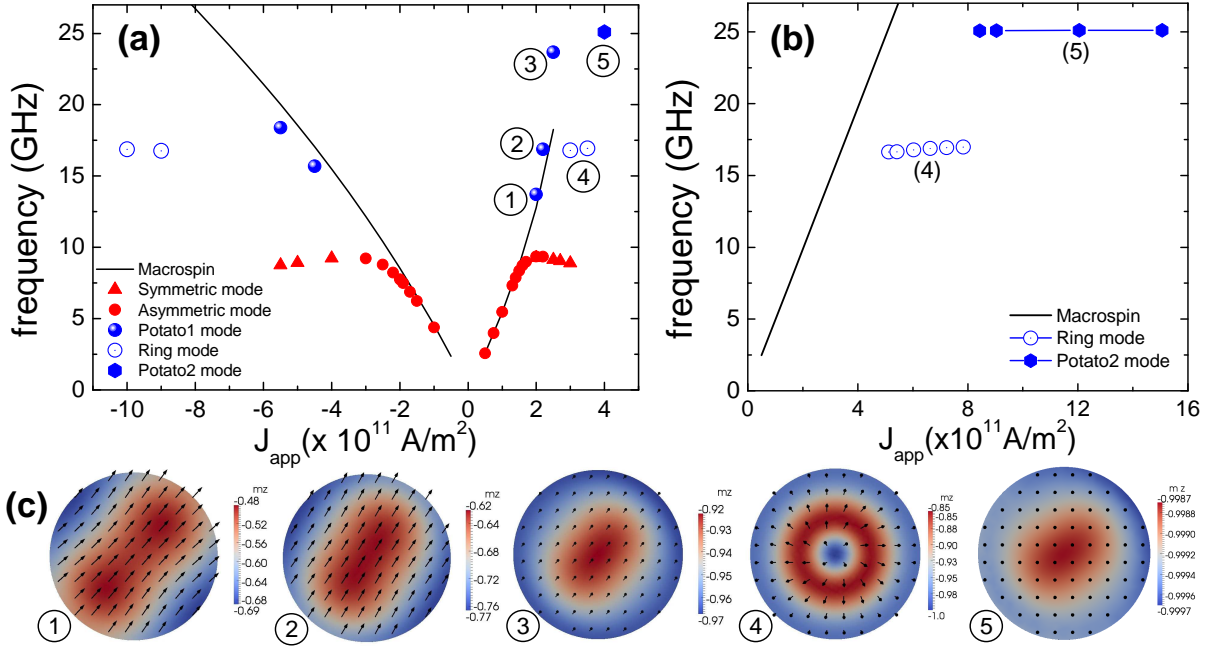 (a)
frequency (GHz)
25
20
15
10
5
0
3
5
2
4
1
Macrospin
Symmetric mode
Asymmetric mode
Potato1 mode
Ring mode
Potato2 mode
-10 -8 -6 -4 -2 0 2 4
J_app(x 10^11 A/m^2)
(b)
frequency (GHz)
25
20
15
10
5
0
(5)
(4)
Macrospin
Ring mode
Potato2 mode
0 4 8 12 16
J_app(x10^11 A/m^2)
(c)
mz
-0.48
-0.52
-0.56
-0.60
-0.64
-0.68
-0.69
1
mz
-0.62
-0.64
-0.68
-0.72
-0.76
-0.77
2
mz
-0.92
-0.93
-0.94
-0.95
-0.96
-0.97
3
mz
-0.85
-0.85
-0.90
-0.93
-0.95
-0.98
-1.0
4
m z
-0.9987
-0.9988
-0.9990
-0.9992
-0.9994
-0.9996
-0.9997
5